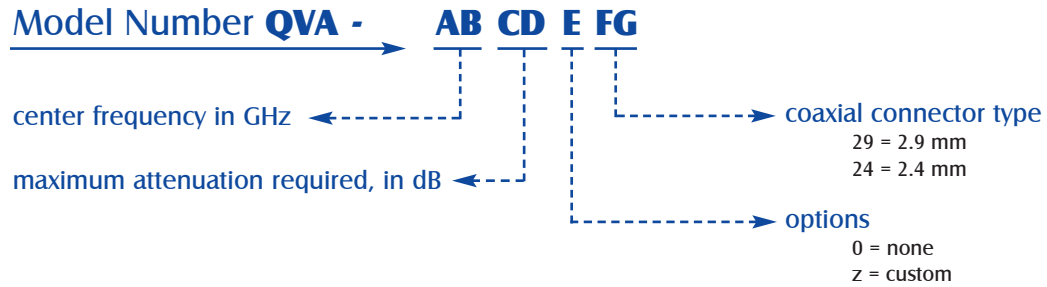 Model Number QVA - AB CD E FG
center frequency in GHz
maximum attenuation required, in dB
coaxial connector type
29 = 2.9 mm
24 = 2.4 mm
options
0 = none
z = custom